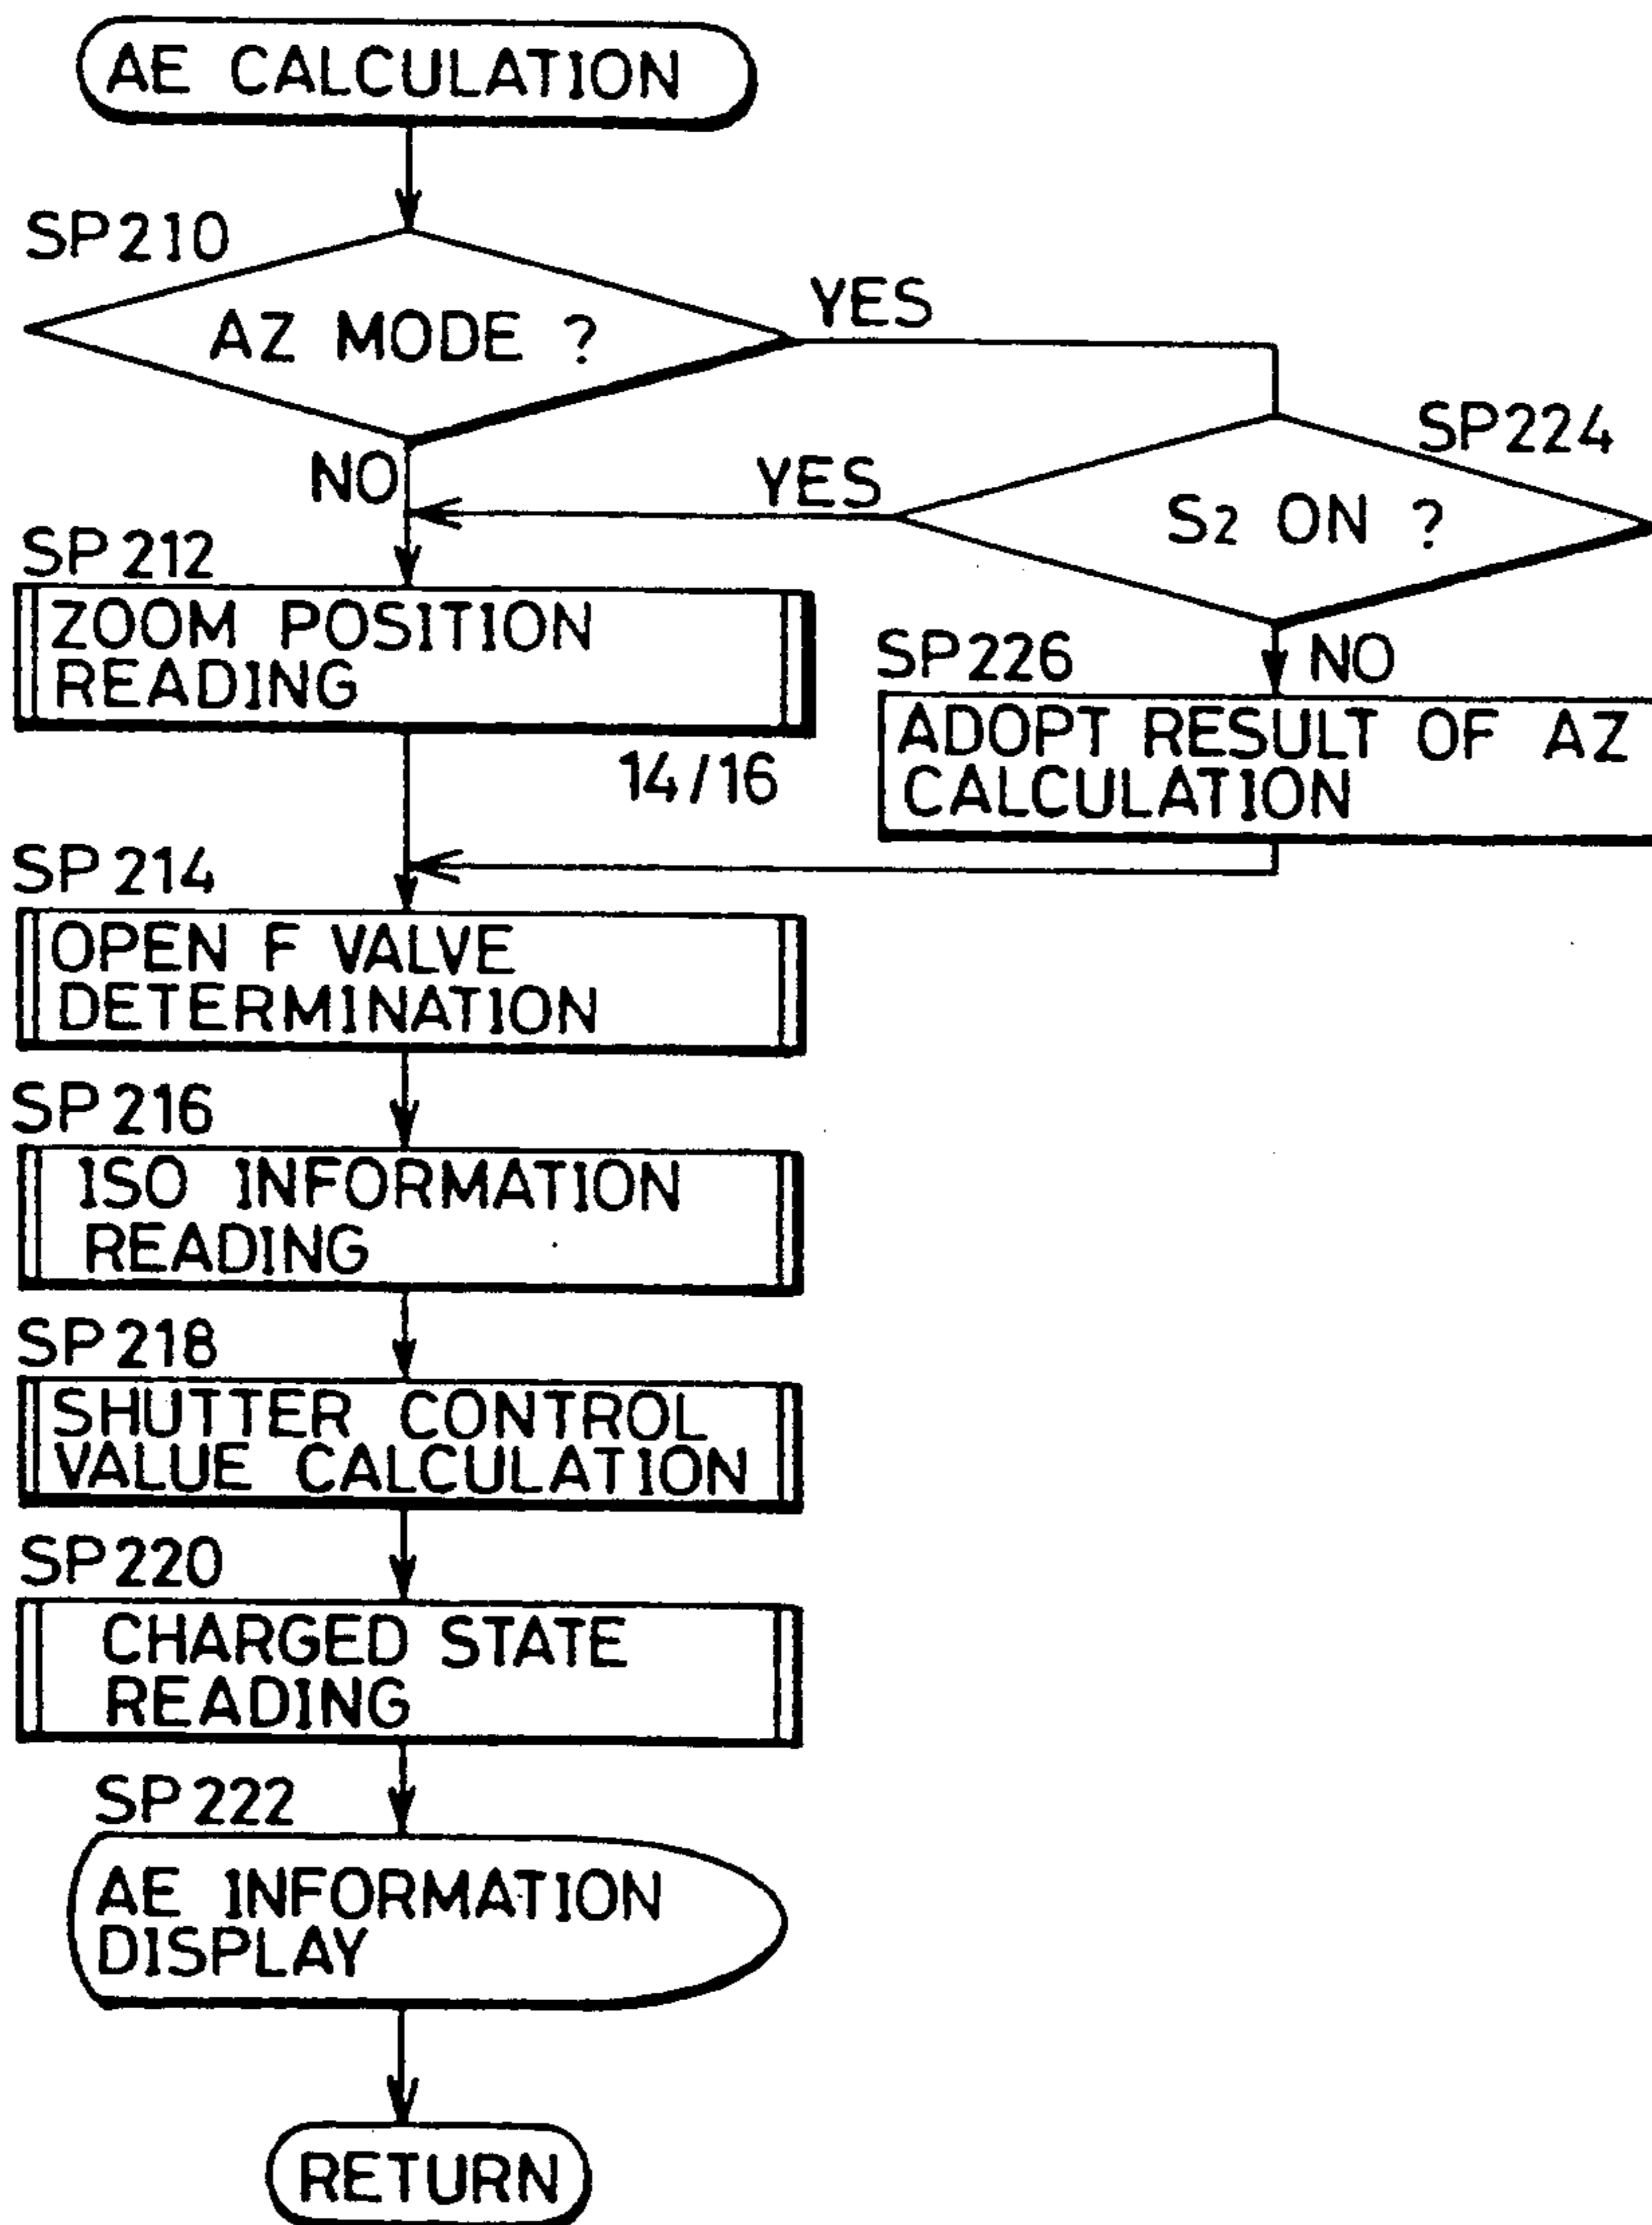 AE CALCULATION
SP210
AZ MODE ?
YES
NO
SP224
S2 ON ?
YES
NO
SP212
ZOOM POSITION
READING
14/16
SP226
ADOPT RESULT OF AZ
CALCULATION
SP214
OPEN F VALVE
DETERMINATION
SP216
ISO INFORMATION
READING
SP218
SHUTTER CONTROL
VALUE CALCULATION
SP220
CHARGED STATE
READING
SP222
AE INFORMATION
DISPLAY
RETURN